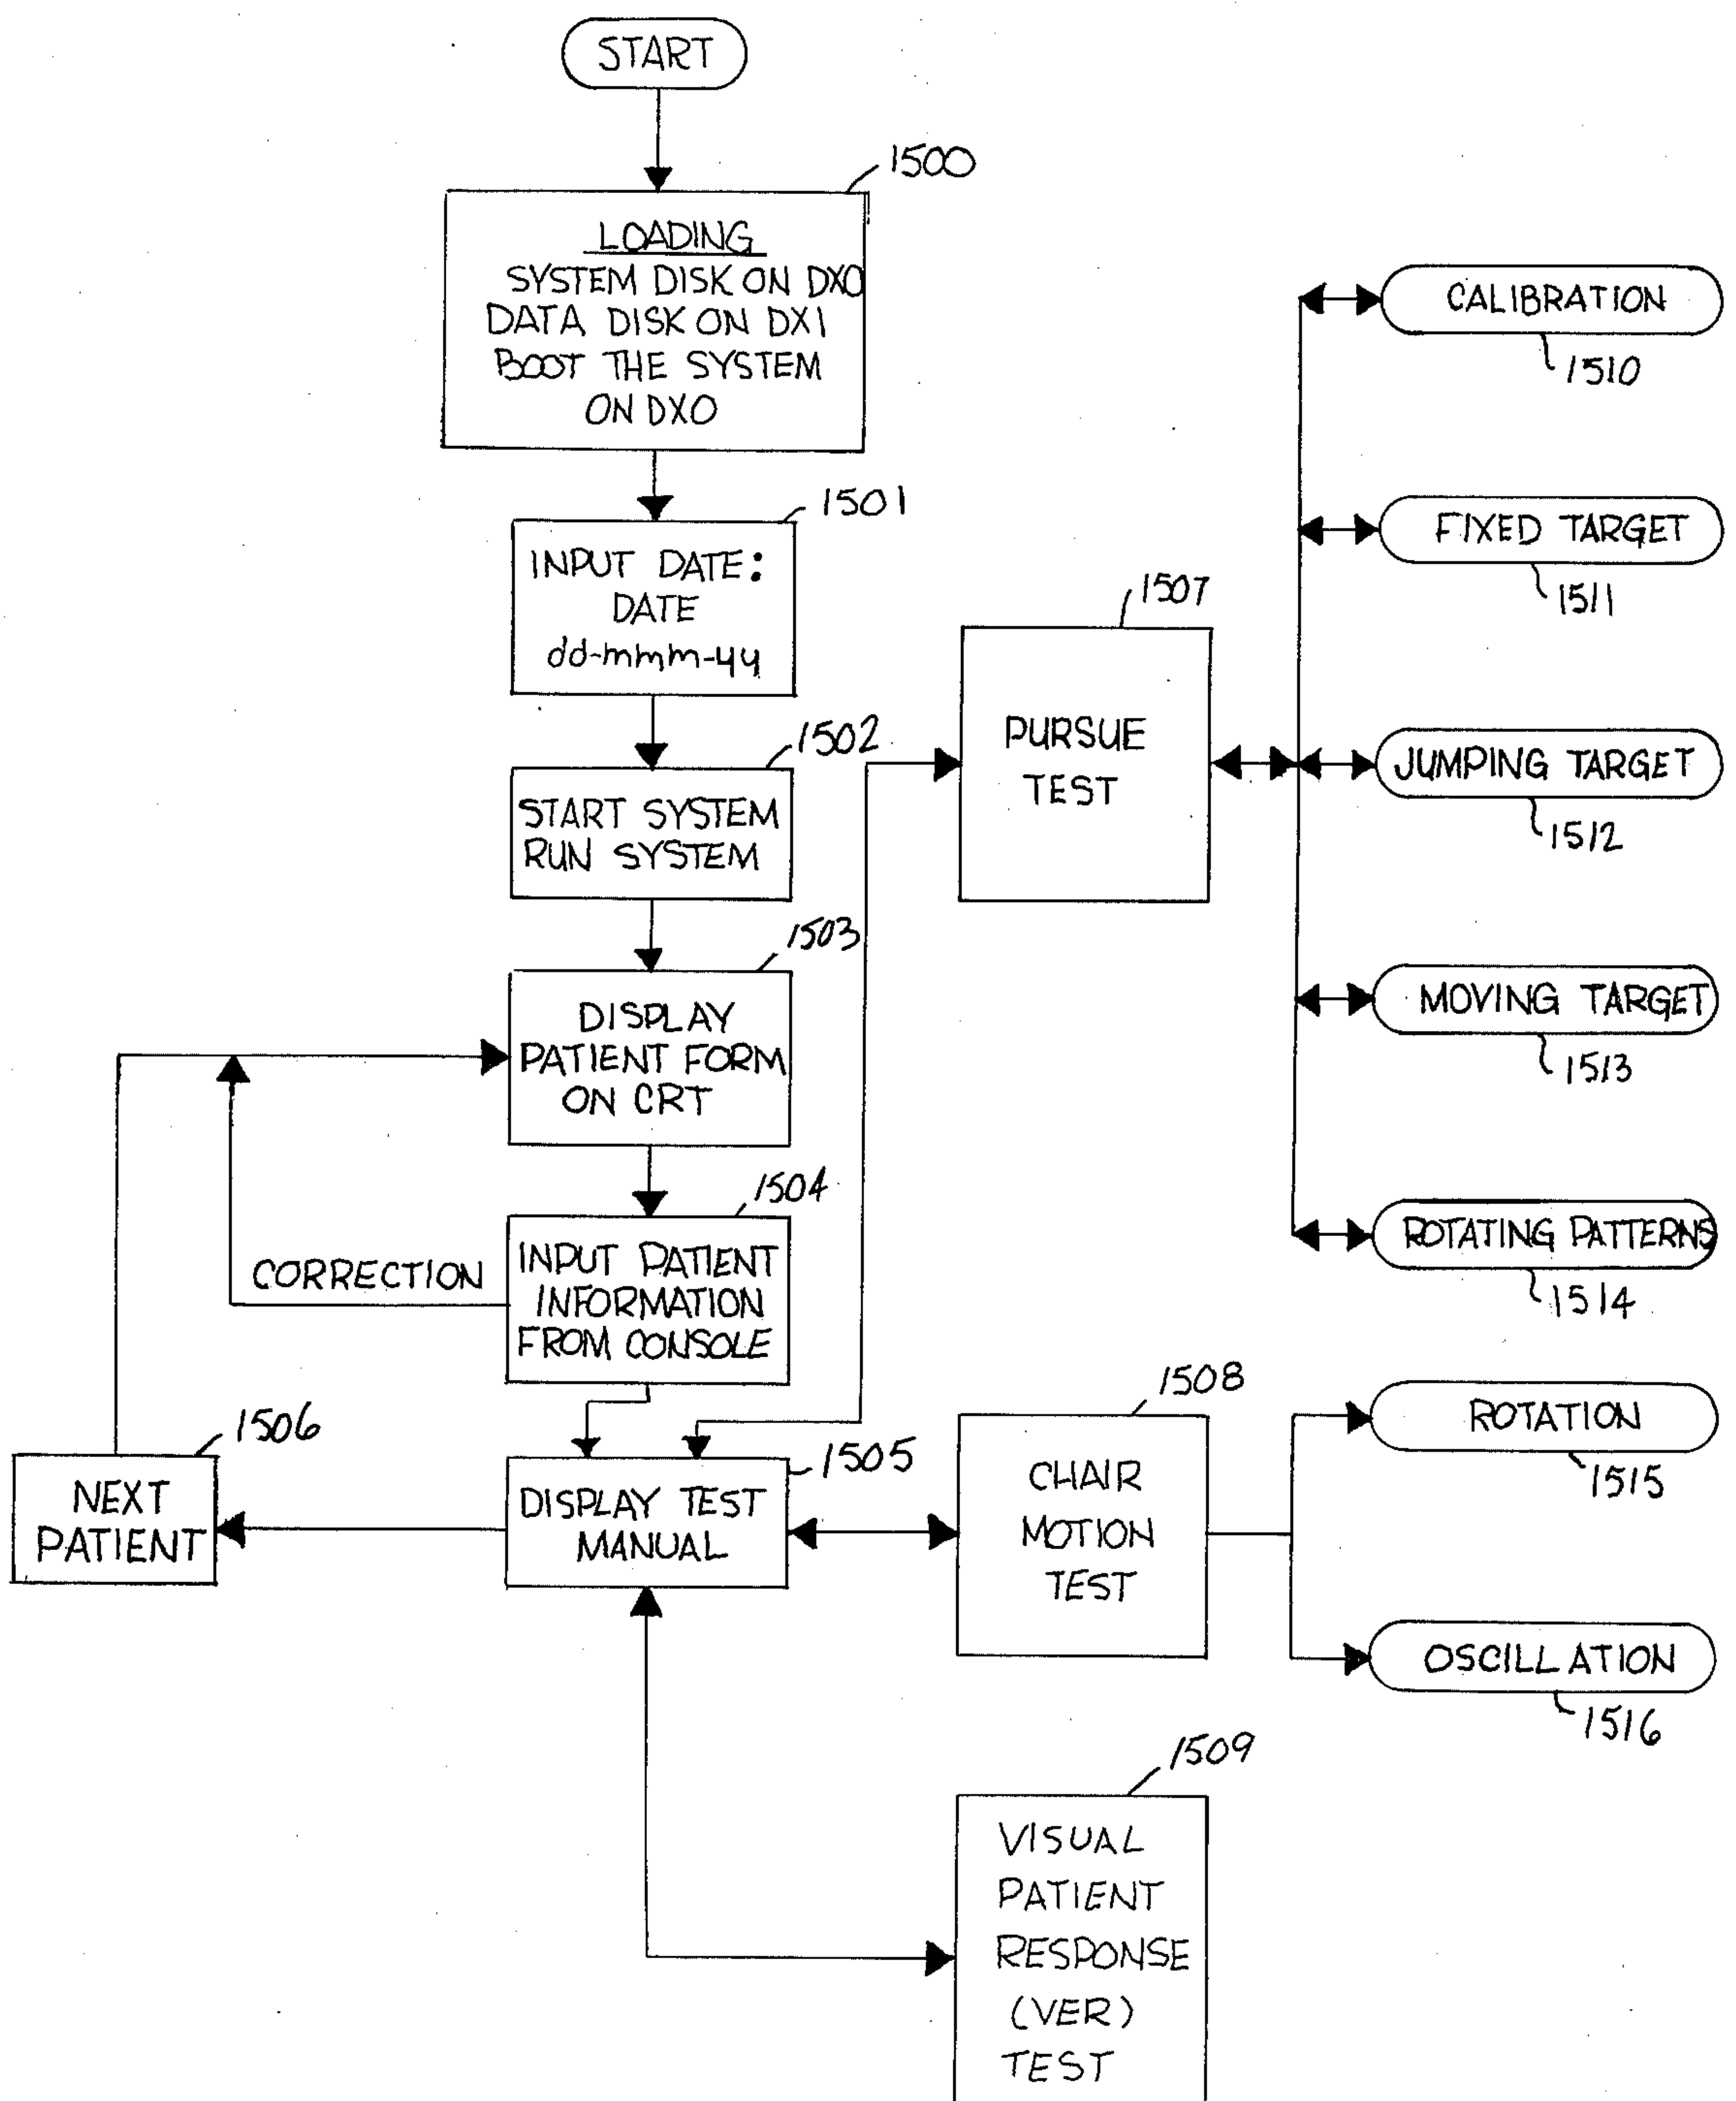 START
1500
LOADING
SYSTEM DISK ON DX0
DATA DISK ON DX1
BOOT THE SYSTEM
ON DX0
1501
INPUT DATE:
DATE
dd-mmm-yy
1502
START SYSTEM
RUN SYSTEM
1503
DISPLAY
PATIENT FORM
ON CRT
1504
INPUT PATIENT
INFORMATION
FROM CONSOLE
CORRECTION
1505
DISPLAY TEST
MANUAL
1506
NEXT
PATIENT
1507
PURSUE
TEST
CALIBRATION
1510
FIXED TARGET
1511
JUMPING TARGET
1512
MOVING TARGET
1513
ROTATING PATTERNS
1514
1508
CHAIR
MOTION
TEST
ROTATION
1515
OSCILLATION
1516
1509
VISUAL
PATIENT
RESPONSE
(VER)
TEST